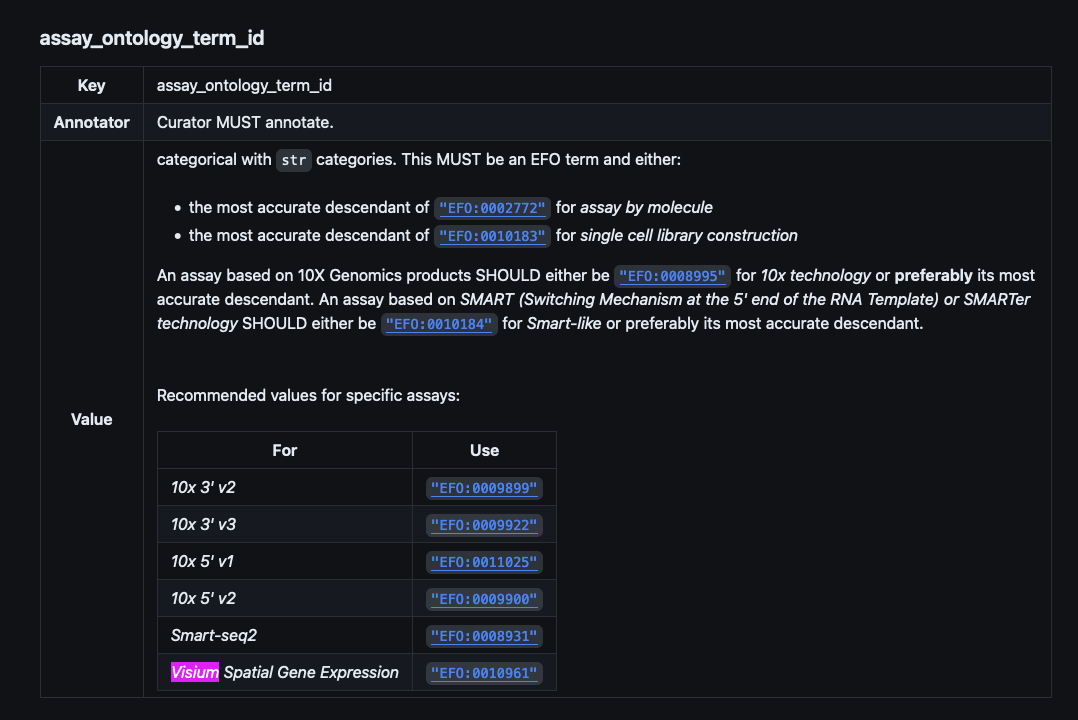 assay_ontology_term_id
Key assay_ontology_term_id
Annotator Curator MUST annotate.
Value
categorical with str categories. This MUST be an EFO term and either:
• the most accurate descendant of "EFO:0002772" for assay by molecule
• the most accurate descendant of "EFO:0010183" for single cell library construction
An assay based on 10X Genomics products SHOULD either be "EFO:0008995" for 10x technology or preferably its most
accurate descendant. An assay based on SMART (Switching Mechanism at the 5' end of the RNA Template) or SMARTer
technology SHOULD either be "EFO:0010184" for Smart-like or preferably its most accurate descendant.
Recommended values for specific assays:
For Use
10x 3' v2 "EFO:0009899"
10x 3' v3 "EFO:0009922"
10x 5' v1 "EFO:0011025"
10x 5' v2 "EFO:0009900"
Smart-seq2 "EFO:0008931"
Visium Spatial Gene Expression "EFO:0010961"